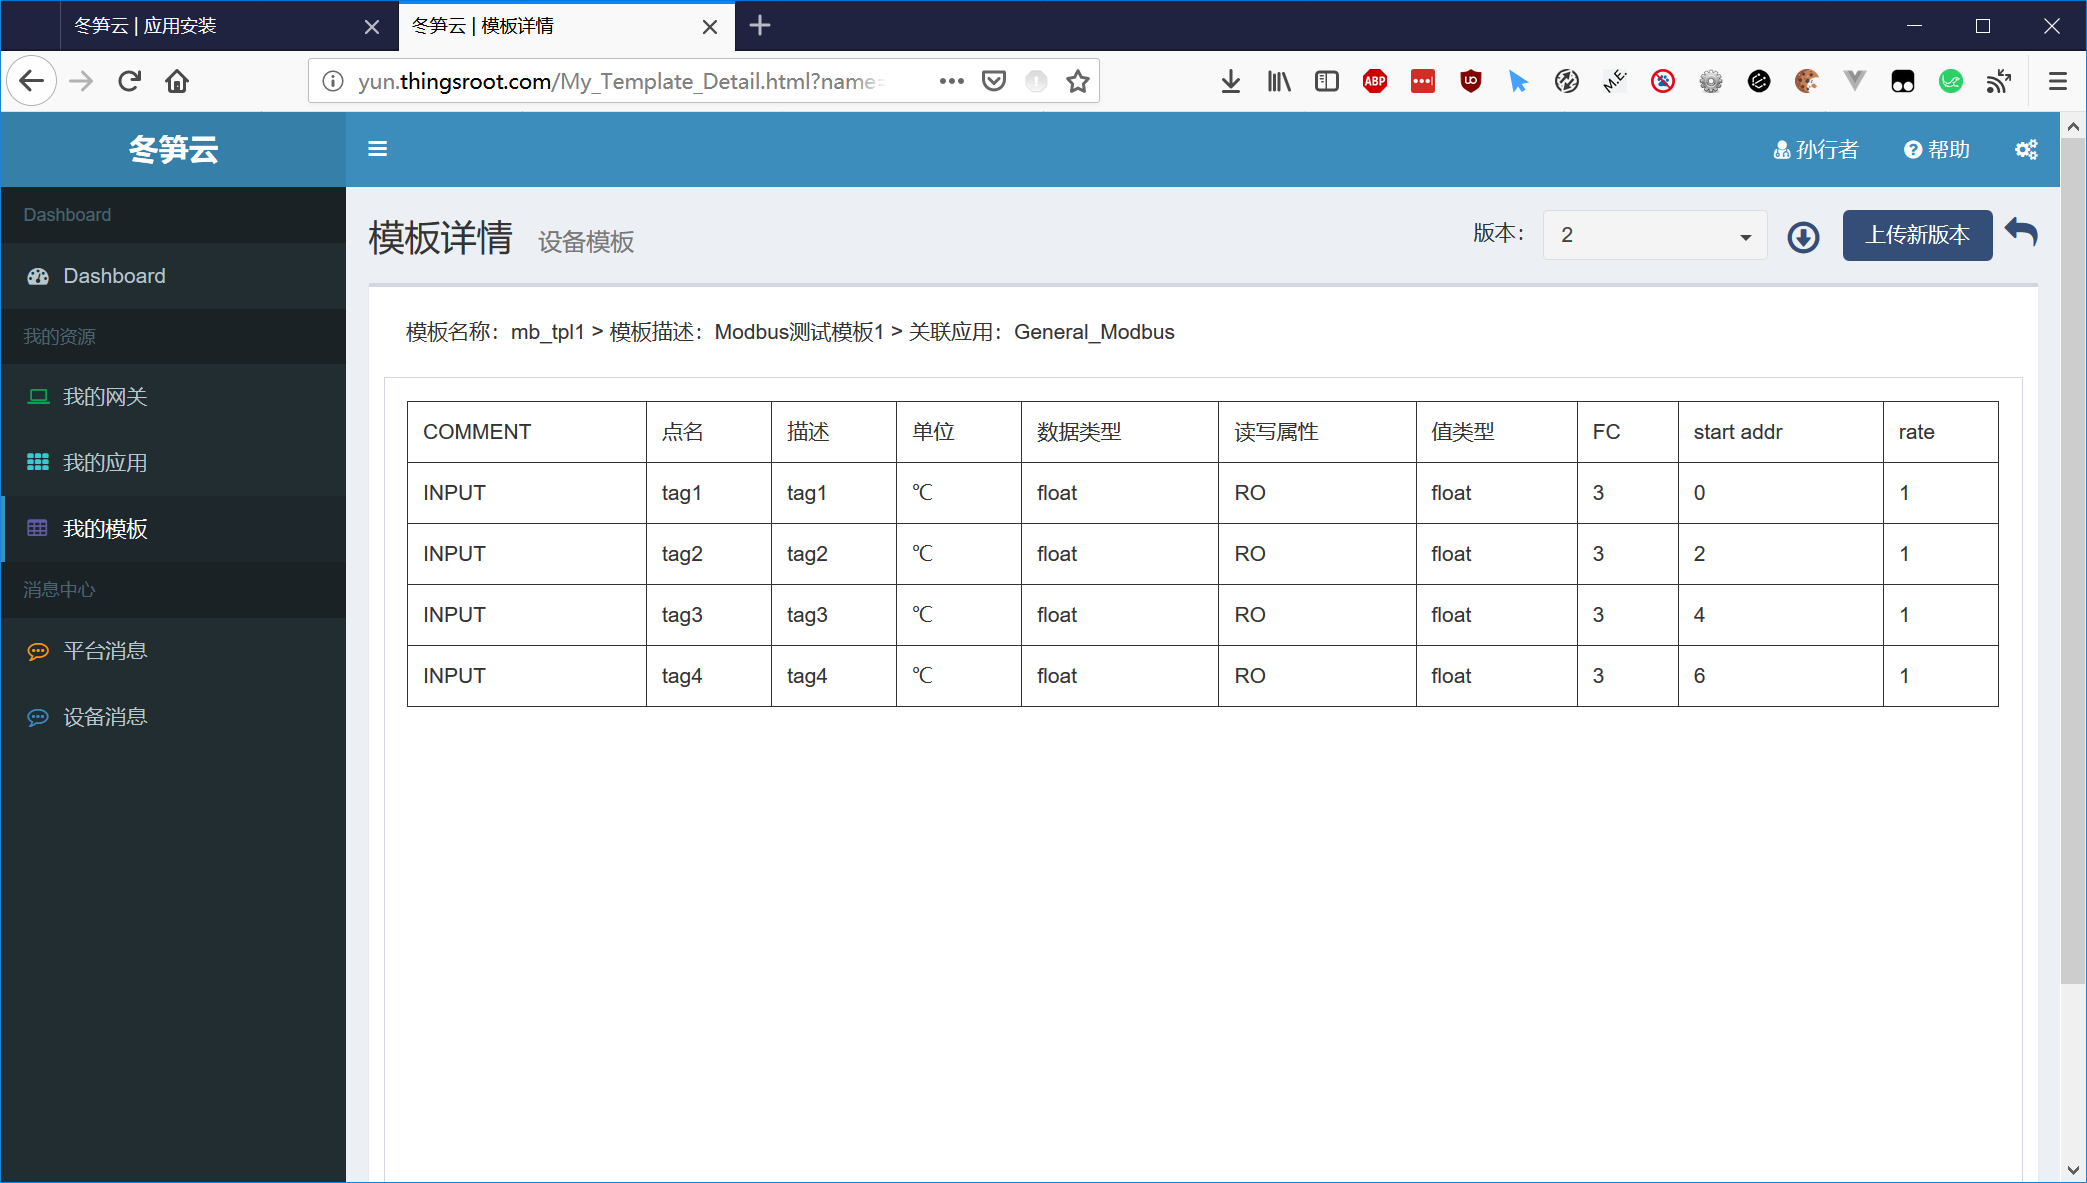 冬笋云 | 应用安装
冬笋云 | 模板详情
yun.thingsroot.com/My_Template_Detail.html?name=
ABP
M.E.
冬笋云
孙行者
帮助
Dashboard
Dashboard
我的资源
我的网关
我的应用
我的模板
消息中心
平台消息
设备消息
模板详情 设备模板
版本： 2 上传新版本
模板名称：mb_tpl1 > 模板描述：Modbus测试模板1 > 关联应用：General_Modbus
COMMENT 点名 描述 单位 数据类型 读写属性 值类型 FC start addr rate
INPUT tag1 tag1 ℃ float RO float 3 0 1
INPUT tag2 tag2 ℃ float RO float 3 2 1
INPUT tag3 tag3 ℃ float RO float 3 4 1
INPUT tag4 tag4 ℃ float RO float 3 6 1